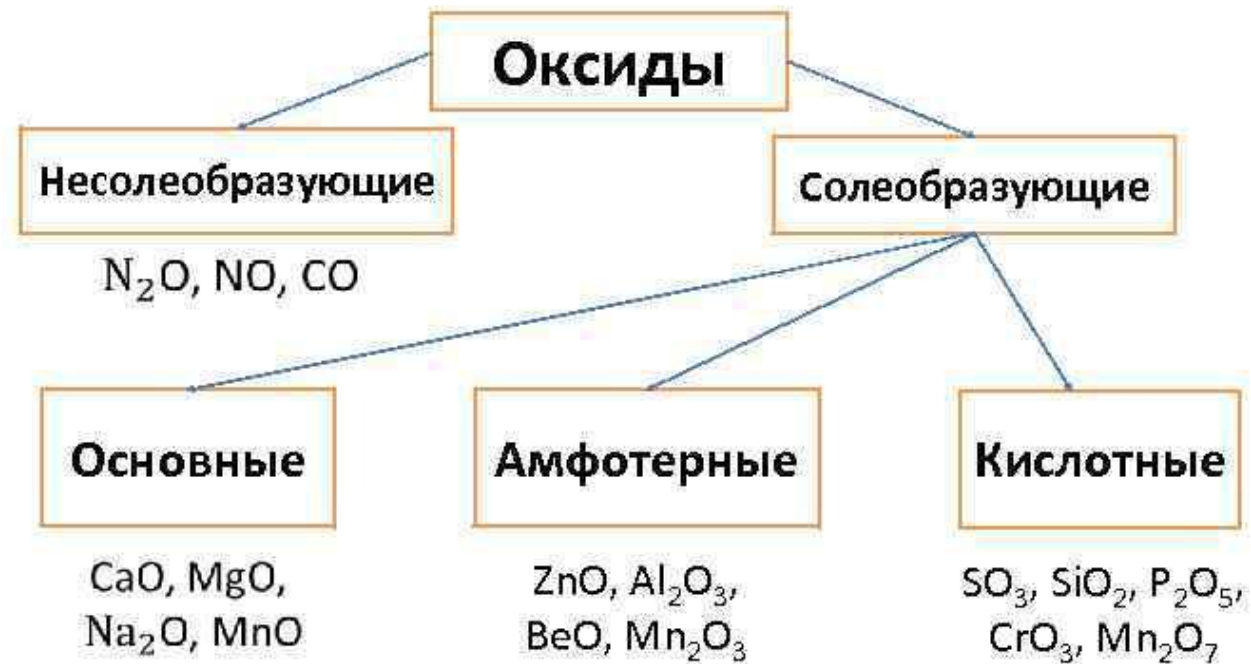 Оксиды
Несолеобразующие
Солеобразующие
N₂O, NO, CO
Основные
Амфотерные
Кислотные
CaO, MgO,
Na₂O, MnO
ZnO, Al₂O₃,
BeO, Mn₂O₃
SO₃, SiO₂, P₂O₅,
CrO₃, Mn₂O₇